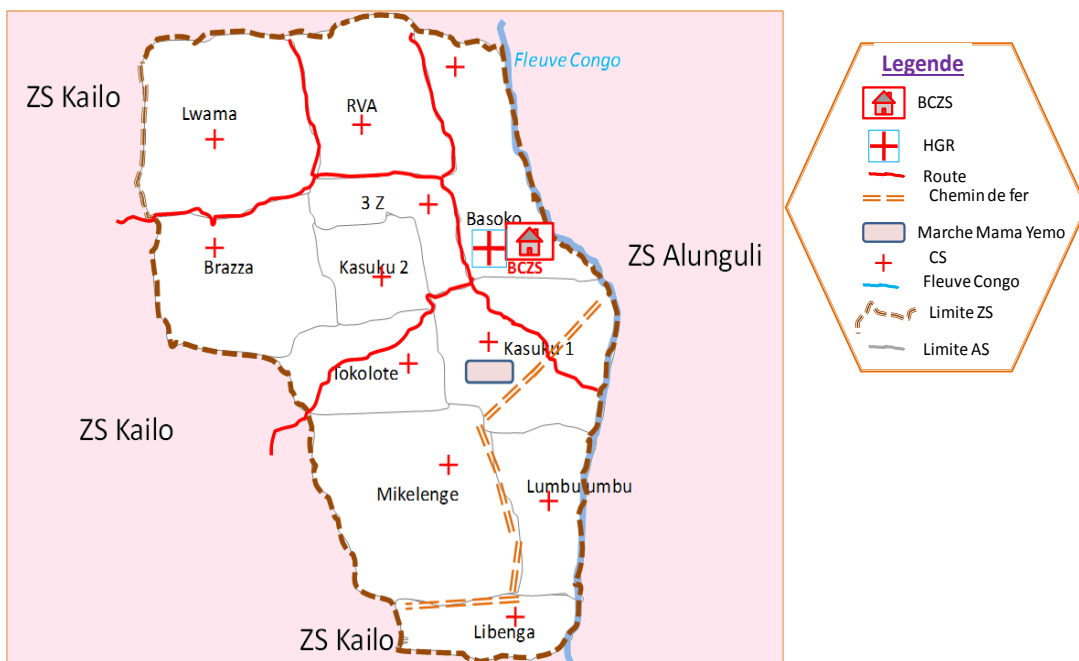 Fleuve Congo
ZS Kailo
Lwama
RVA
3 Z
Basoko
BCZS
Brazza
Kasuku 2
ZS Alunguli
Kasuku 1
Tokolote
ZS Kailo
Mikelenge
Lumbulumbu
ZS Kailo
Libenga
Legende
BCZS
HGR
Route
Chemin de fer
Marche Mama Yemo
CS
Fleuve Congo
Limite ZS
Limite AS